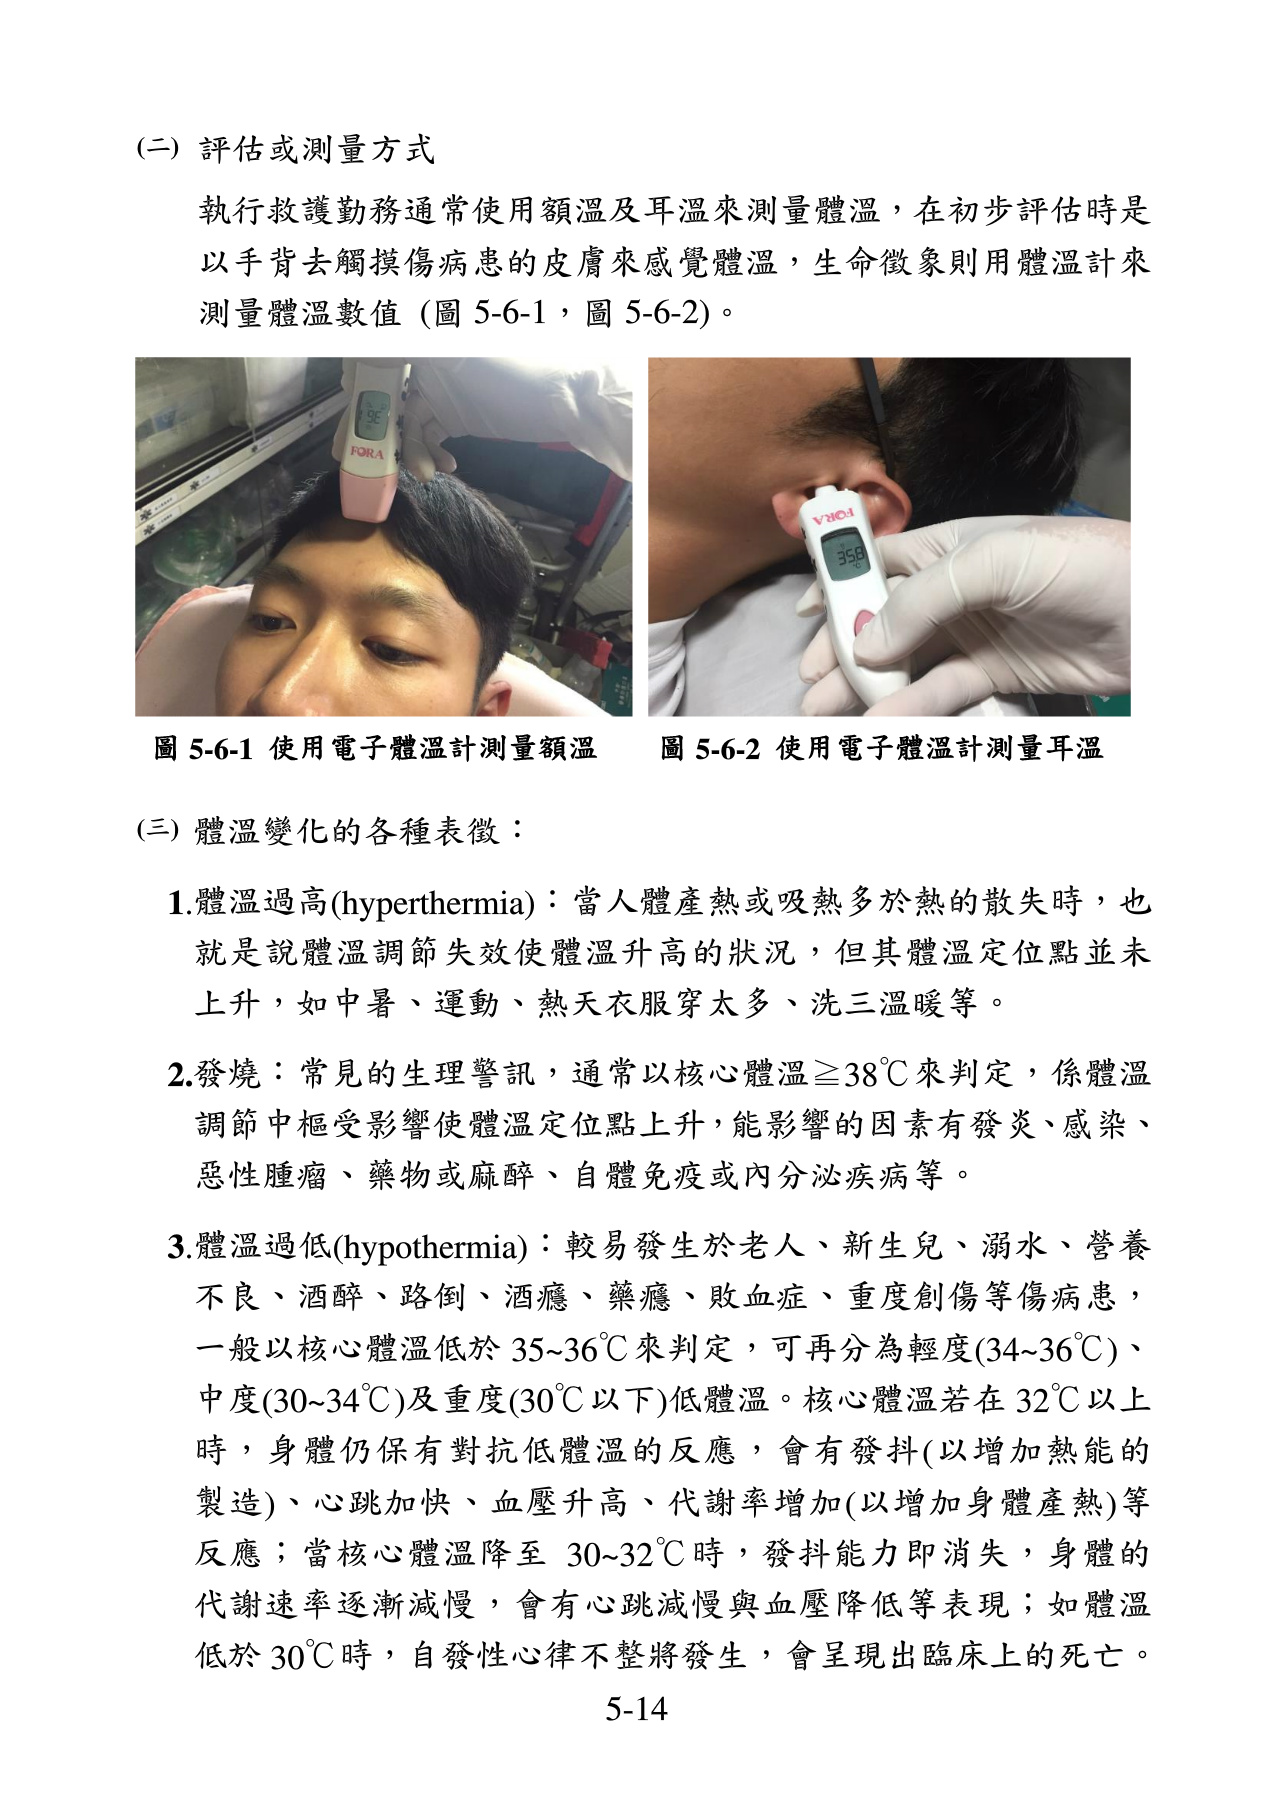 (二) 評估或測量方式
執行救護勤務通常使用額溫及耳溫來測量體溫，在初步評估時是
以手背去觸摸傷病患的皮膚來感覺體溫，生命徵象則用體溫計來
測量體溫數值 (圖 5-6-1，圖 5-6-2)。
36
FORA
FORA
35.8
℃
圖 5-6-1 使用電子體溫計測量額溫
圖 5-6-2 使用電子體溫計測量耳溫
(三) 體溫變化的各種表徵：
1.體溫過高(hyperthermia)：當人體產熱或吸熱多於熱的散失時，也
就是說體溫調節失效使體溫升高的狀況，但其體溫定位點並未
上升，如中暑、運動、熱天衣服穿太多、洗三溫暖等。
2.發燒：常見的生理警訊，通常以核心體溫≧38℃來判定，係體溫
調節中樞受影響使體溫定位點上升，能影響的因素有發炎、感染、
惡性腫瘤、藥物或麻醉、自體免疫或內分泌疾病等。
3.體溫過低(hypothermia)：較易發生於老人、新生兒、溺水、營養
不良、酒醉、路倒、酒癮、藥癮、敗血症、重度創傷等傷病患，
一般以核心體溫低於 35~36℃來判定，可再分為輕度(34~36℃)、
中度(30~34℃)及重度(30℃以下)低體溫。核心體溫若在 32℃以上
時，身體仍保有對抗低體溫的反應，會有發抖(以增加熱能的
製造)、心跳加快、血壓升高、代謝率增加(以增加身體產熱)等
反應；當核心體溫降至 30~32℃時，發抖能力即消失，身體的
代謝速率逐漸減慢，會有心跳減慢與血壓降低等表現；如體溫
低於 30℃時，自發性心律不整將發生，會呈現出臨床上的死亡。
5-14